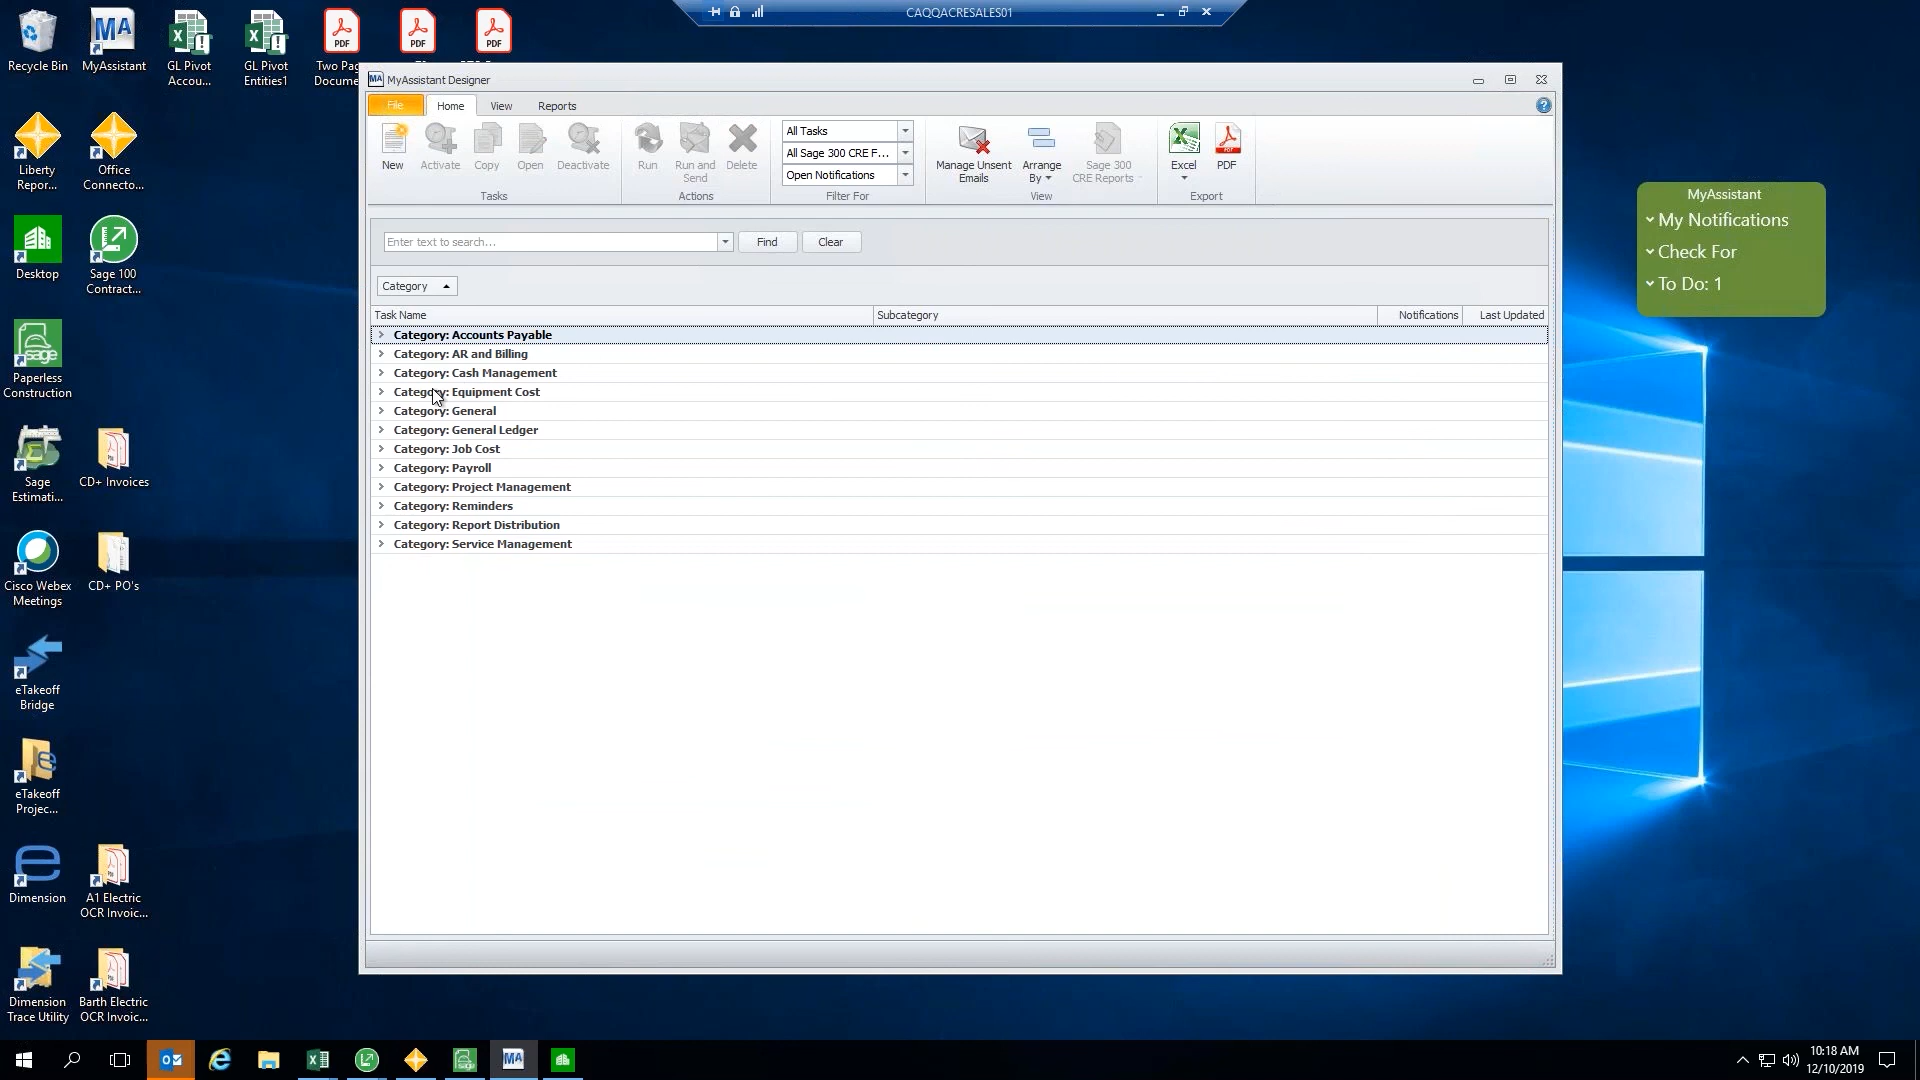 CAQQACRESALES01
Recycle Bin
MyAssistant
GL Pivot
Accou...
GL Pivot
Entities1
PDF
Two Pag
Docume
PDF
PDF
Liberty
Repor...
Office
Connecto...
Desktop
Sage 100
Contract...
sage
Paperless
Construction
Sage
Estimati...
CD+ Invoices
Cisco Webex
Meetings
CD+ PO's
eTakeoff
Bridge
eTakeoff
Projec...
Dimension
A1 Electric
OCR Invoic...
Dimension
Trace Utility
Barth Electric
OCR Invoic...
MA MyAssistant Designer
File Home View Reports
New Activate Copy Open Deactivate
Tasks
Run Run and
Send Delete
Actions
All Tasks
All Sage 300 CRE F...
Open Notifications
Filter For
Manage Unsent
Emails
Arrange
By
Sage 300
CRE Reports
View
Excel
PDF
Export
Enter text to search...
Find
Clear
Category
Task Name Subcategory Notifications Last Updated
Category: Accounts Payable
Category: AR and Billing
Category: Cash Management
Category: Equipment Cost
Category: General
Category: General Ledger
Category: Job Cost
Category: Payroll
Category: Project Management
Category: Reminders
Category: Report Distribution
Category: Service Management
MyAssistant
My Notifications
Check For
To Do: 1
10:18 AM
12/10/2019